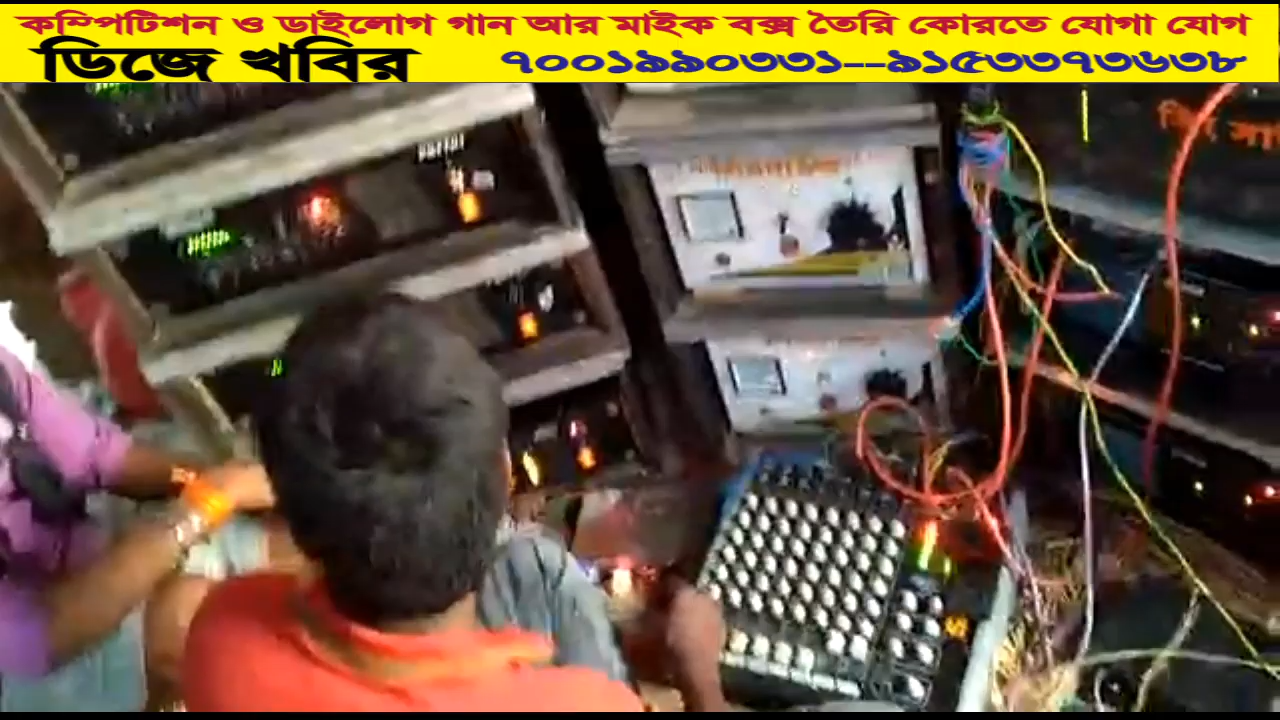 কম্পিটিশন ও ডাইলোগ গান আর মাইক বক্স তৈরি কোরতে যোগা যোগ
ডিজে খবির
৭০০১৯৯০৩৩১--৯১৫৩৩৭৩৬৩৮